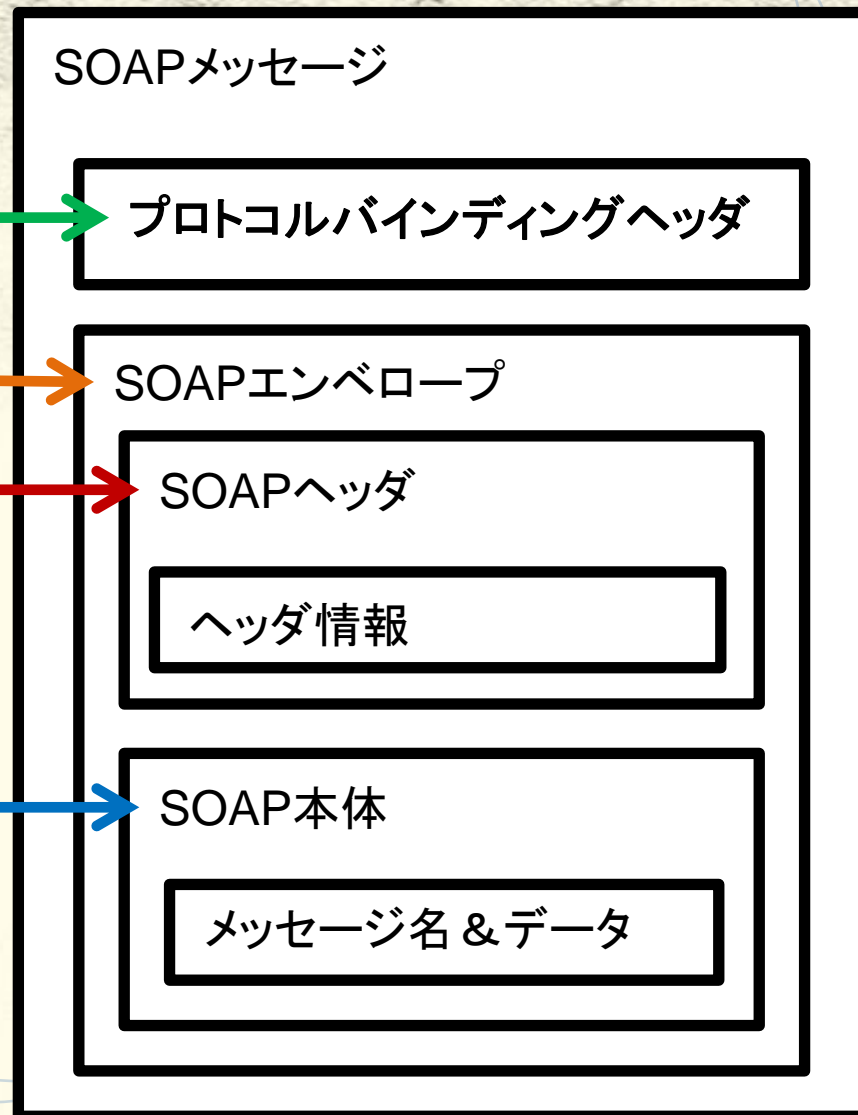 SOAPメッセージ
プロトコルバインディングヘッダ
SOAPエンベロープ
SOAPヘッダ
ヘッダ情報
SOAP本体
メッセージ名＆データ